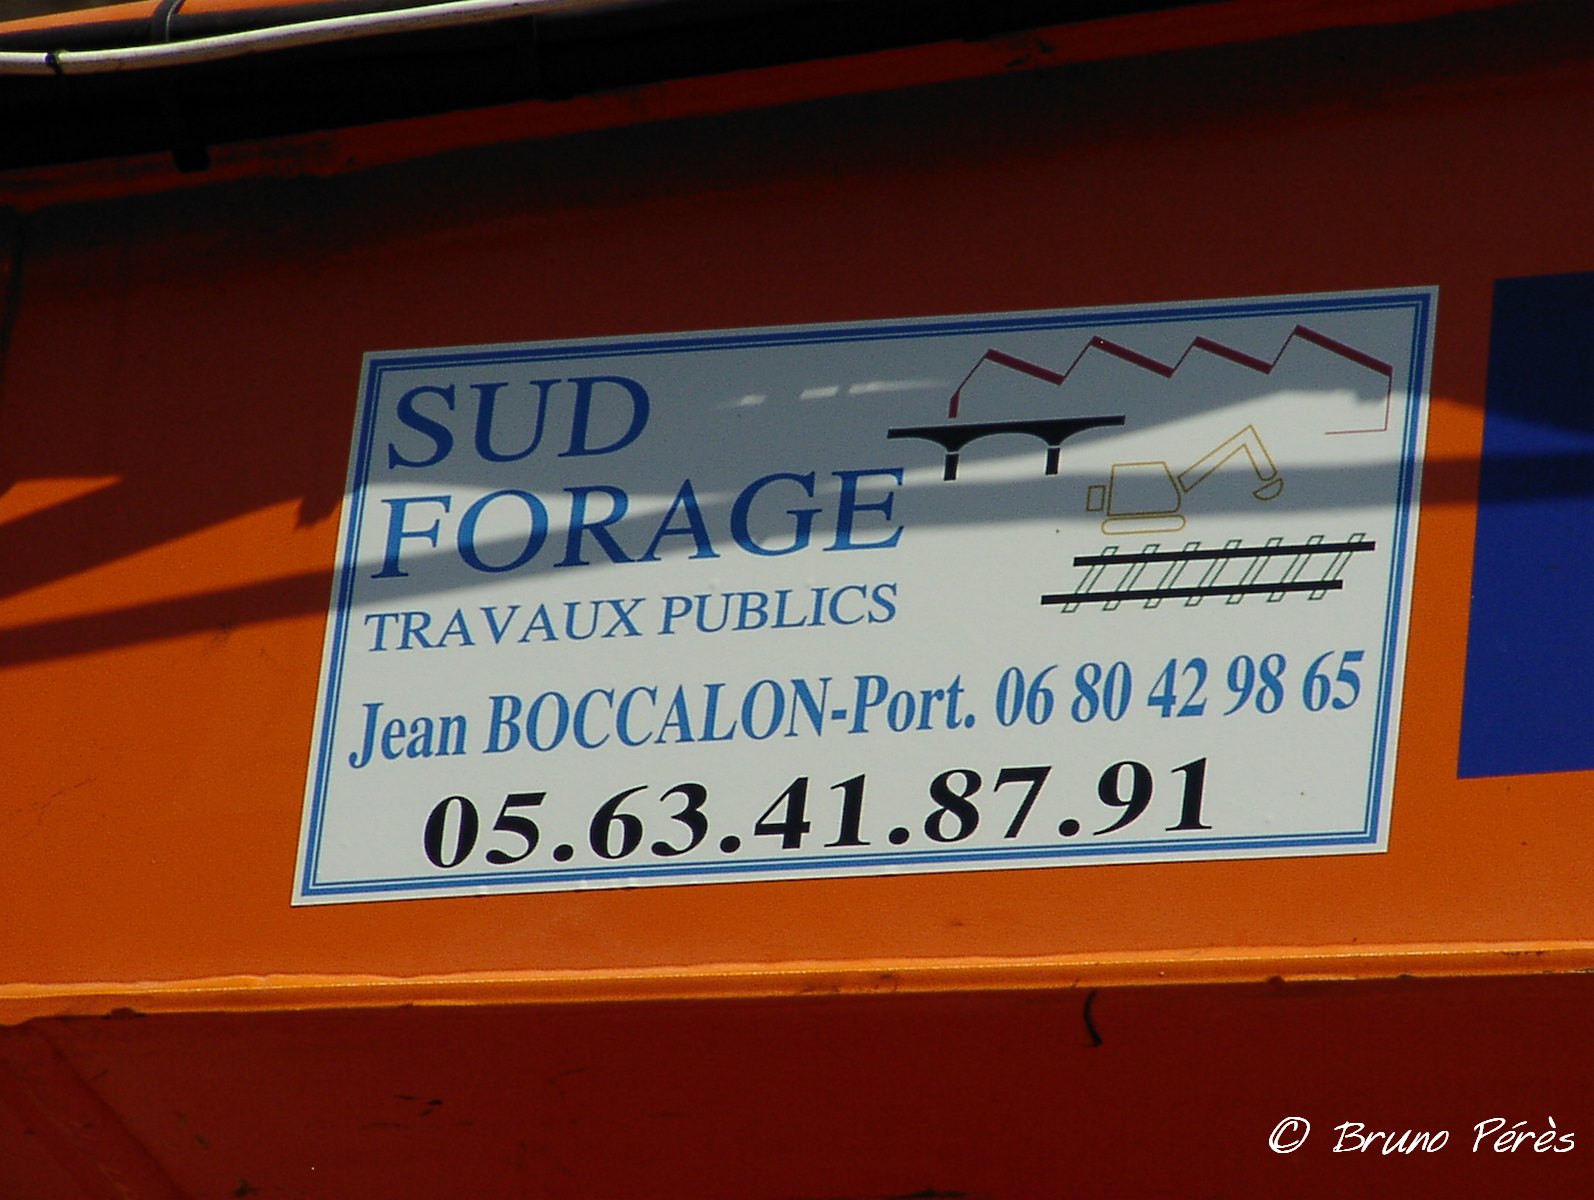 SUD
FORAGE
TRAVAUX PUBLICS
Jean BOCCALON-Port. 06 80 42 98 65
05.63.41.87.91
© Bruno Pérès